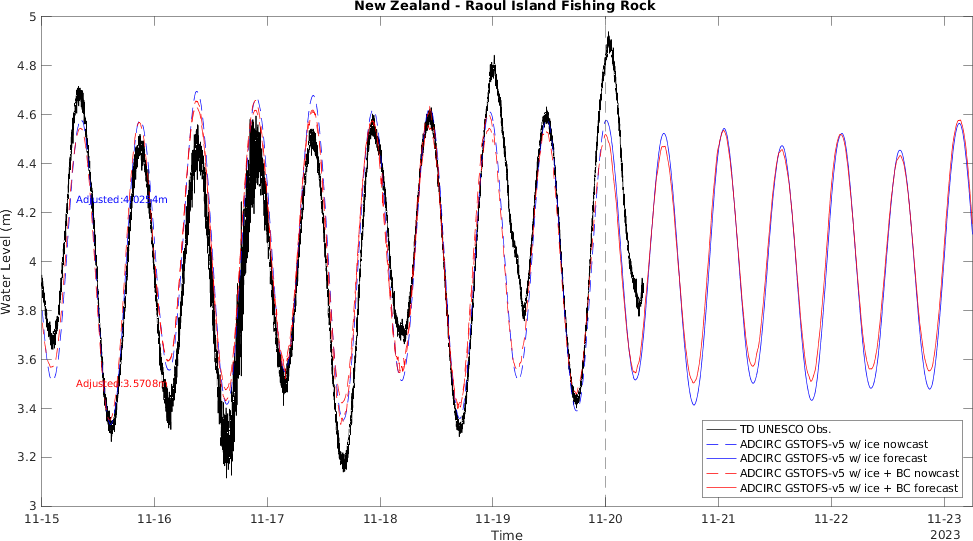 New Zealand - Raoul Island Fishing Rock
5
4.8
4.6
4.4
4.2
4
3.8
3.6
3.4
3.2
3
Water Level (m)
Adjusted:4.0254m
Adjusted:3.5708m
TD UNESCO Obs.
ADCIRC GSTOFS-v5 w/ ice nowcast
ADCIRC GSTOFS-v5 w/ ice forecast
ADCIRC GSTOFS-v5 w/ ice + BC nowcast
ADCIRC GSTOFS-v5 w/ ice + BC forecast
11-15 11-16 11-17 11-18 11-19 11-20 11-21 11-22 11-23
Time
2023